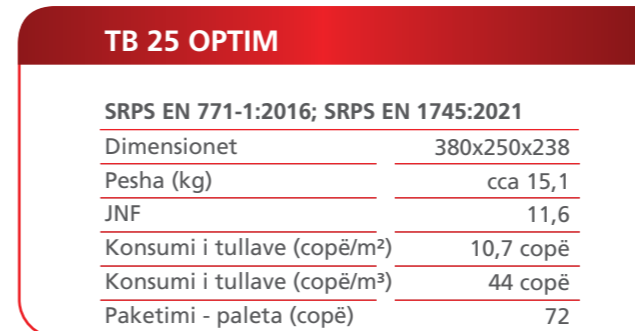 TB 25 OPTIM
SRPS EN 771-1:2016; SRPS EN 1745:2021
Dimensionet 380x250x238
Pesha (kg) cca 15,1
JNF 11,6
Konsumi i tullave (copë/m²) 10,7 copë
Konsumi i tullave (copë/m³) 44 copë
Paketimi - paleta (copë) 72